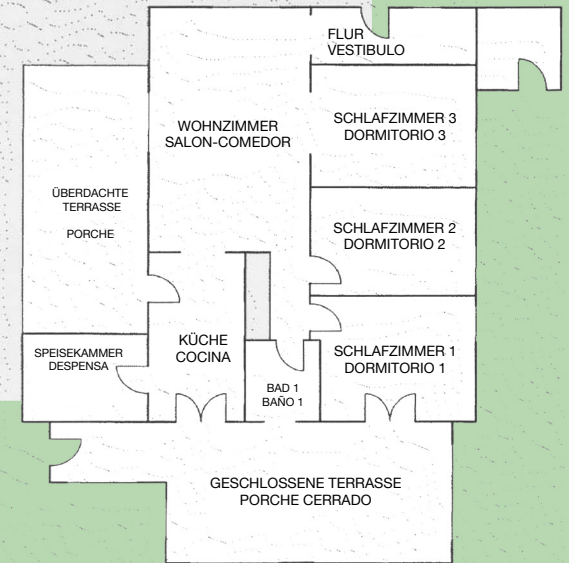 FLUR
VESTIBULO
WOHNZIMMER
SALON-COMEDOR
SCHLAFZIMMER 3
DORMITORIO 3
ÜBERDACHTE
TERRASSE
PORCHE
SCHLAFZIMMER 2
DORMITORIO 2
KÜCHE
COCINA
SPEISEKAMMER
DESPENSA
SCHLAFZIMMER 1
DORMITORIO 1
BAD 1
BAÑO 1
GESCHLOSSENE TERRASSE
PORCHE CERRADO